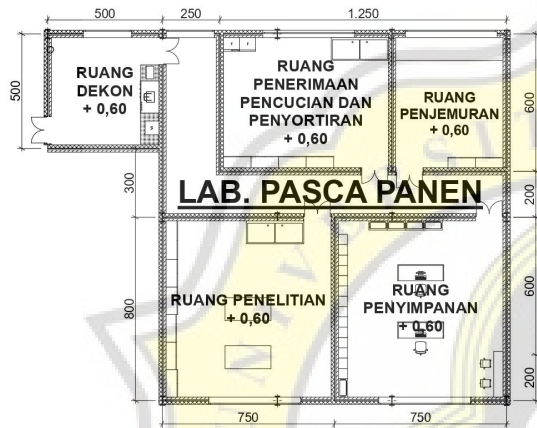 500 250 1.250
500
300
800
RUANG
DEKON
+ 0,60
RUANG
PENERIMAAN
PENCUCIAN DAN
PENYORTIRAN
+ 0,60
RUANG
PENJEMURAN
+ 0,60
600
200
600
200
LAB. PASCA PANEN
RUANG PENELITIAN
+ 0,60
RUANG
PENYIMPANAN
+ 0,60
750 750
UNIVERSIT